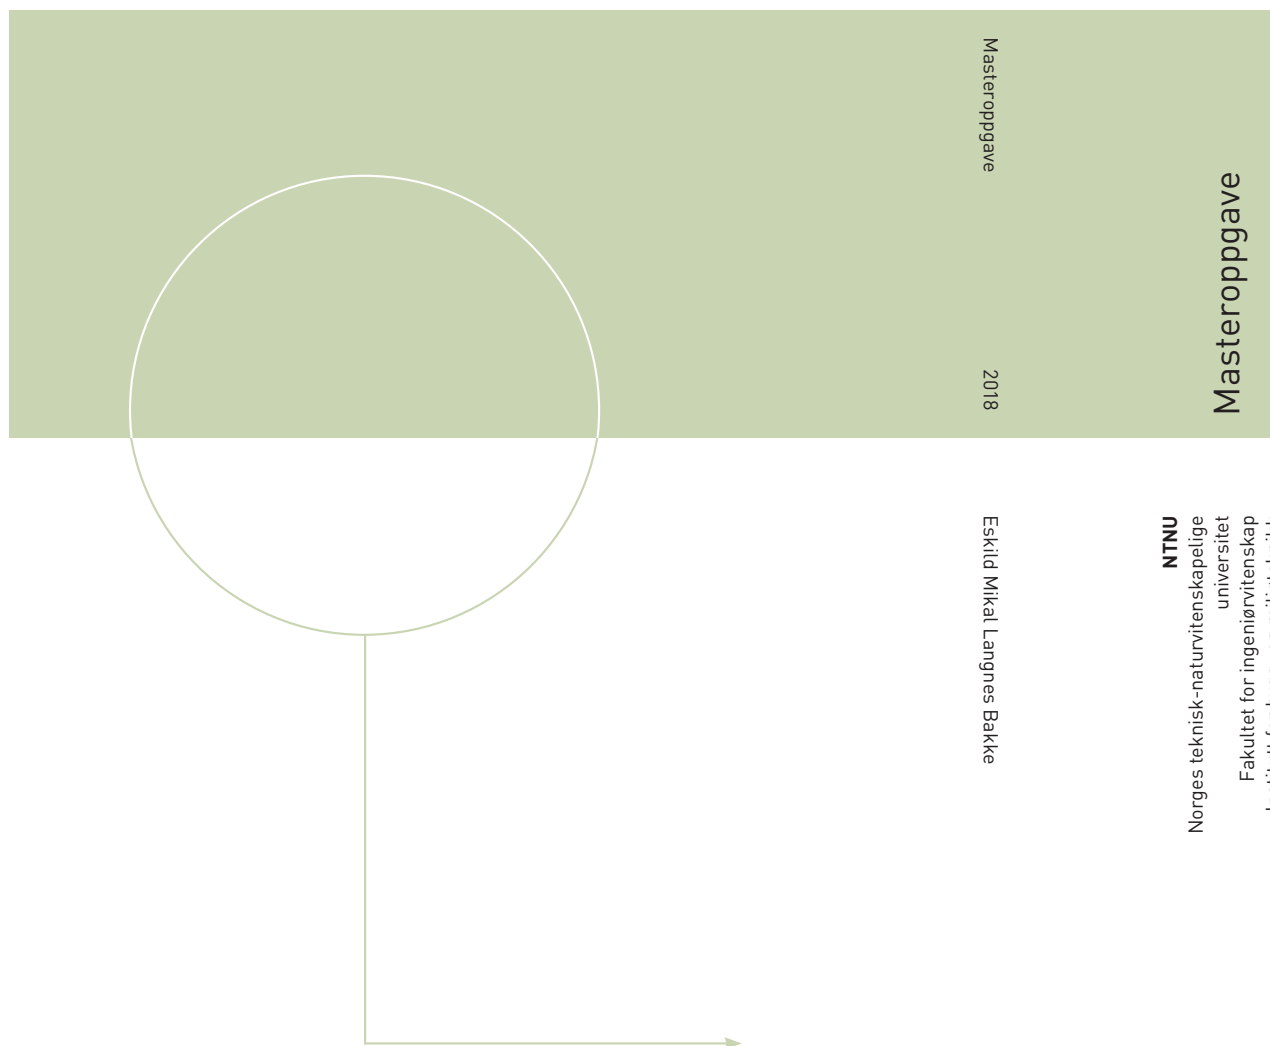 Masteroppgave
2018
Eskild Mikal Langnes Bakke
Masteroppgave
NTNU
Norges teknisk-naturvitenskapelige
universitet
Fakultet for ingeniørvitenskap